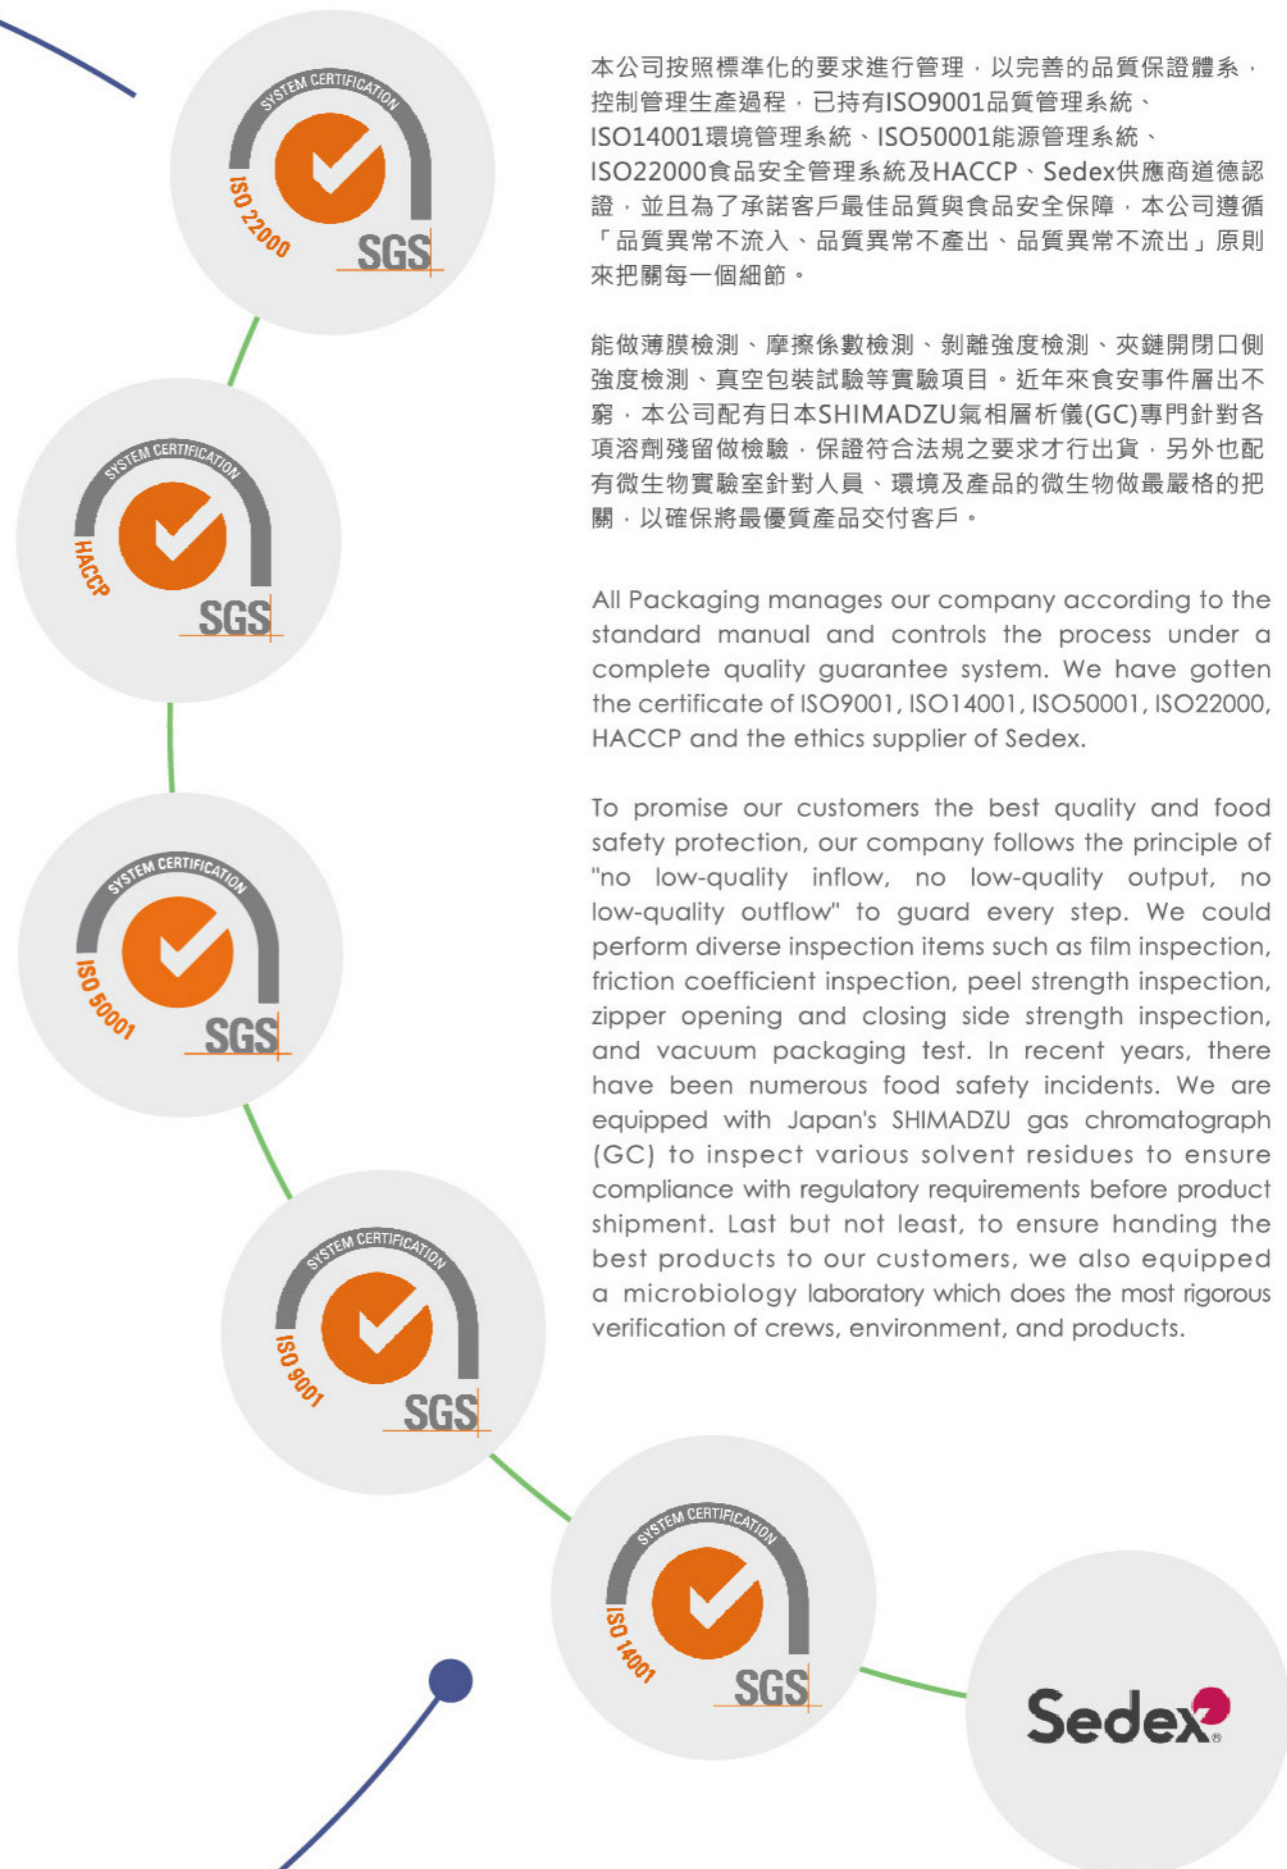 本公司按照標準化的要求進行管理，以完善的品質保證體系，
控制管理生產過程，已持有ISO9001品質管理系統、
ISO14001環境管理系統、ISO50001能源管理系統、
ISO22000食品安全管理系統及HACCP、Sedex供應商道德認
證，並且為了承諾客戶最佳品質與食品安全保障，本公司遵循
「品質異常不流入、品質異常不產出、品質異常不流出」原則
來把關每一個細節。
能做薄膜檢測、摩擦係數檢測、剝離強度檢測、夾鏈開閉口側
強度檢測、真空包裝試驗等實驗項目。近年來食安事件層出不
窮，本公司配有日本SHIMADZU氣相層析儀(GC)專門針對各
項溶劑殘留做檢驗，保證符合法規之要求才行出貨，另外也配
有微生物實驗室針對人員、環境及產品的微生物做最嚴格的把
關，以確保將最優質產品交付客戶。
All Packaging manages our company according to the
standard manual and controls the process under a
complete quality guarantee system. We have gotten
the certificate of ISO9001, ISO14001, ISO50001, ISO22000,
HACCP and the ethics supplier of Sedex.
To promise our customers the best quality and food
safety protection, our company follows the principle of
"no low-quality inflow, no low-quality output, no
low-quality outflow" to guard every step. We could
perform diverse inspection items such as film inspection,
friction coefficient inspection, peel strength inspection,
zipper opening and closing side strength inspection,
and vacuum packaging test. In recent years, there
have been numerous food safety incidents. We are
equipped with Japan's SHIMADZU gas chromatograph
(GC) to inspect various solvent residues to ensure
compliance with regulatory requirements before product
shipment. Last but not least, to ensure handing the
best products to our customers, we also equipped
a microbiology laboratory which does the most rigorous
verification of crews, environment, and products.
SYSTEM CERTIFICATION
ISO 22000
SGS
SYSTEM CERTIFICATION
HACCP
SGS
SYSTEM CERTIFICATION
ISO 50001
SGS
SYSTEM CERTIFICATION
ISO 9001
SGS
SYSTEM CERTIFICATION
ISO 14001
SGS
Sedex®